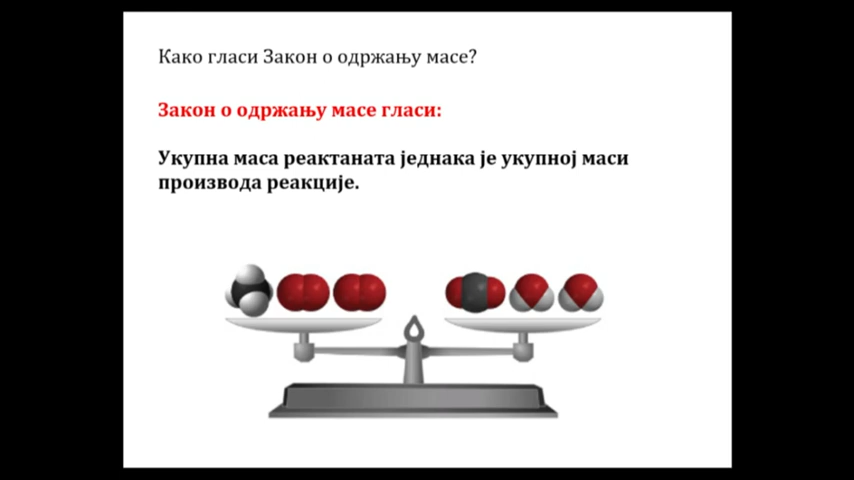 Како гласи Закон о одржању масе?
Закон о одржању масе гласи:
Укупна маса реактаната једнака је укупној маси
производа реакције.